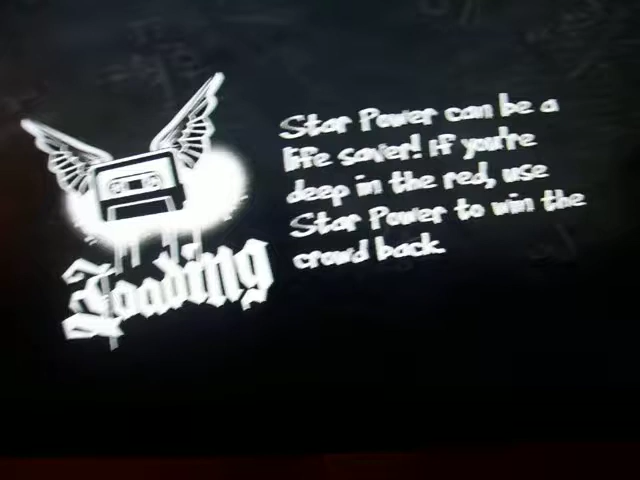 Star Power can be a
life saver! If you're
deep in the red, use
Star Power to win the
crowd back.
Loading